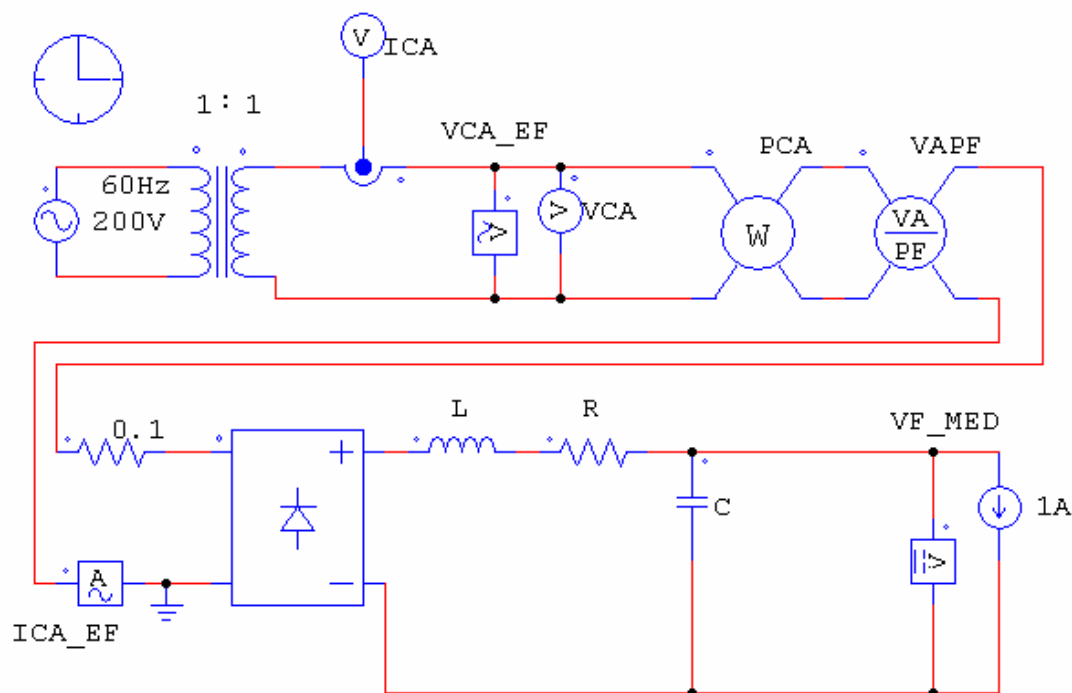 V
ICA
1:1
VCA_EF
PCA
VAPF
60Hz
200V
V
V
VCA
W
VA
PF
0.1
L
R
VF_MED
+
C
1A
V
A
−
ICA_EF